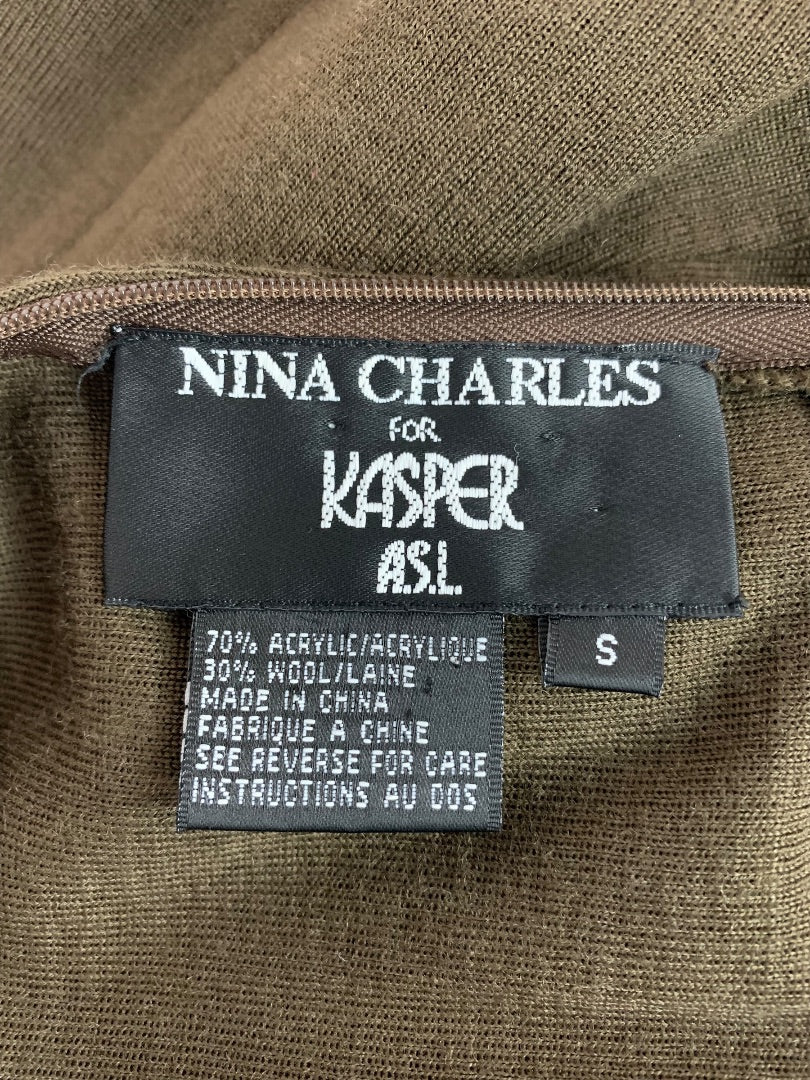 NINA CHARLES
FOR
KASPER
A.S.L.
70% ACRYLIC/ACRYLIQUE
30% WOOL/LAINE
MADE IN CHINA
FABRIQUE A CHINE
SEE REVERSE FOR CARE
INSTRUCTIONS AU DOS
S